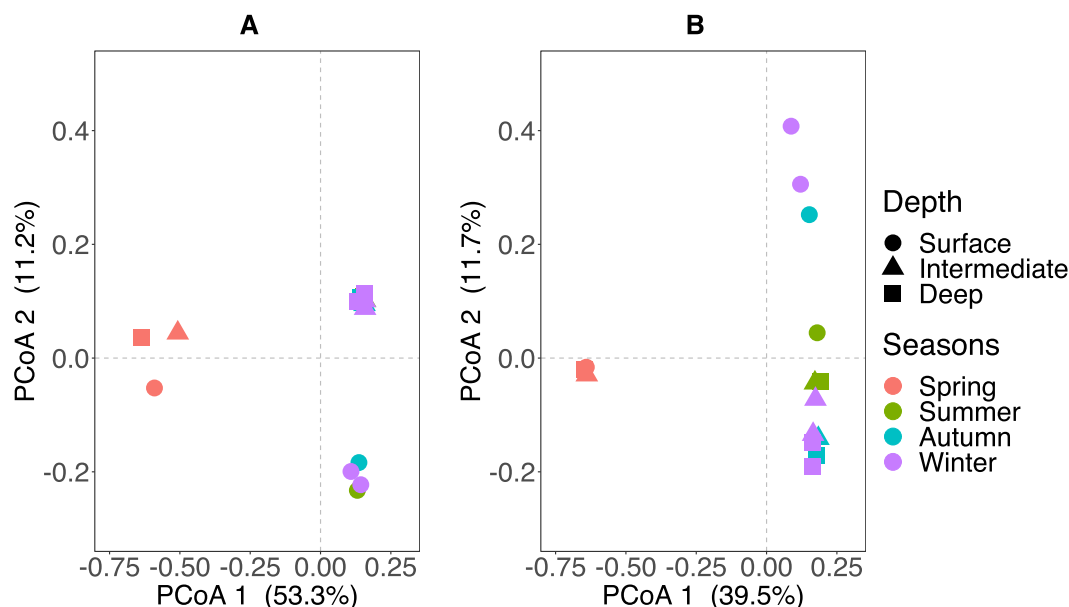 A
PCoA 2  (11.2%)
0.4
0.2
0.0
-0.2
-0.75 -0.50 -0.25 0.00 0.25
PCoA 1  (53.3%)
B
PCoA 2  (11.7%)
0.4
0.2
0.0
-0.2
-0.75 -0.50 -0.25 0.00 0.25
PCoA 1  (39.5%)
Depth
Surface
Intermediate
Deep
Seasons
Spring
Summer
Autumn
Winter